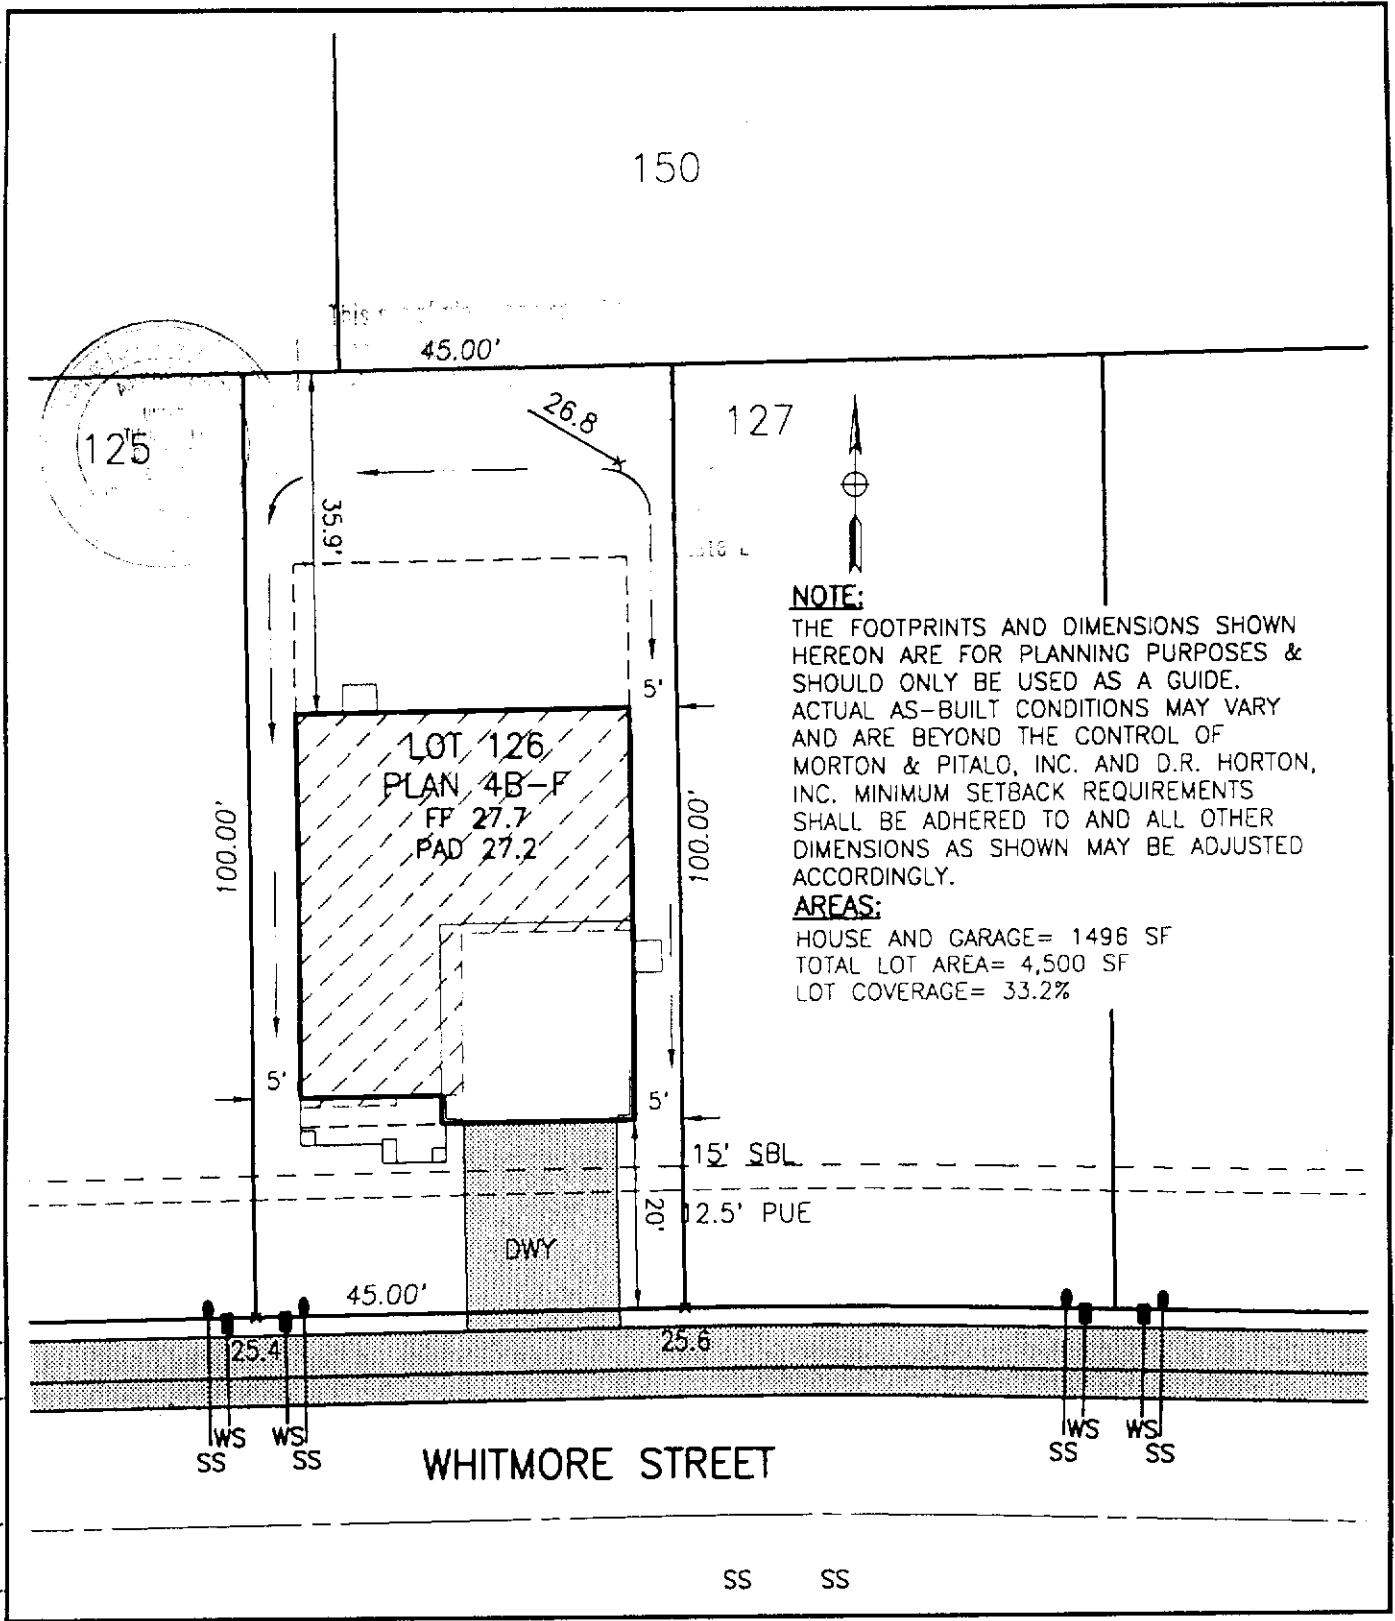 150
This
45.00'
26.8
127
125
35.9'
NOTE:
THE FOOTPRINTS AND DIMENSIONS SHOWN
HEREON ARE FOR PLANNING PURPOSES &
SHOULD ONLY BE USED AS A GUIDE.
ACTUAL AS-BUILT CONDITIONS MAY VARY
AND ARE BEYOND THE CONTROL OF
MORTON & PITALO, INC. AND D.R. HORTON,
INC. MINIMUM SETBACK REQUIREMENTS
SHALL BE ADHERED TO AND ALL OTHER
DIMENSIONS AS SHOWN MAY BE ADJUSTED
ACCORDINGLY.
AREAS:
HOUSE AND GARAGE= 1496 SF
TOTAL LOT AREA= 4,500 SF
LOT COVERAGE= 33.2%
5'
LOT 126
PLAN 4B-F
FF 27.7
PAD 27.2
100.00'
100.00'
5'
5'
15' SBL
20'
12.5' PUE
DWY
45.00'
25.4
25.6
WS
WS
SS
SS
WS
WS
SS
SS
WHITMORE STREET
SS
SS